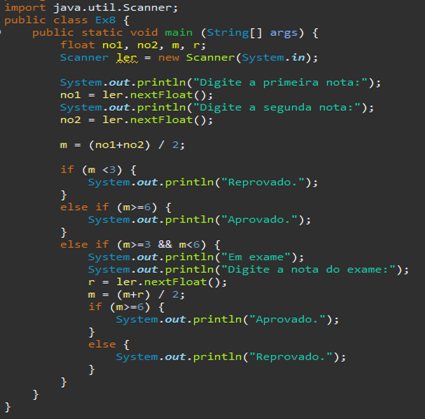 import java.util.Scanner;
public class Ex8 {
    public static void main (String[] args) {
        float no1, no2, m, r;
        Scanner ler = new Scanner(System.in);

        System.out.println("Digite a primeira nota:");
        no1 = ler.nextFloat();
        System.out.println("Digite a segunda nota:");
        no2 = ler.nextFloat();

        m = (no1+no2) / 2;

        if (m <3) {
            System.out.println("Reprovado.");
        }
        else if (m>=6) {
            System.out.println("Aprovado.");
        }
        else if (m>=3 && m<6) {
            System.out.println("Em exame");
            System.out.println("Digite a nota do exame:");
            r = ler.nextFloat();
            m = (m+r) / 2;
            if (m>=6) {
                System.out.println("Aprovado.");
            }
            else {
                System.out.println("Reprovado.");
            }
        }
    }
}